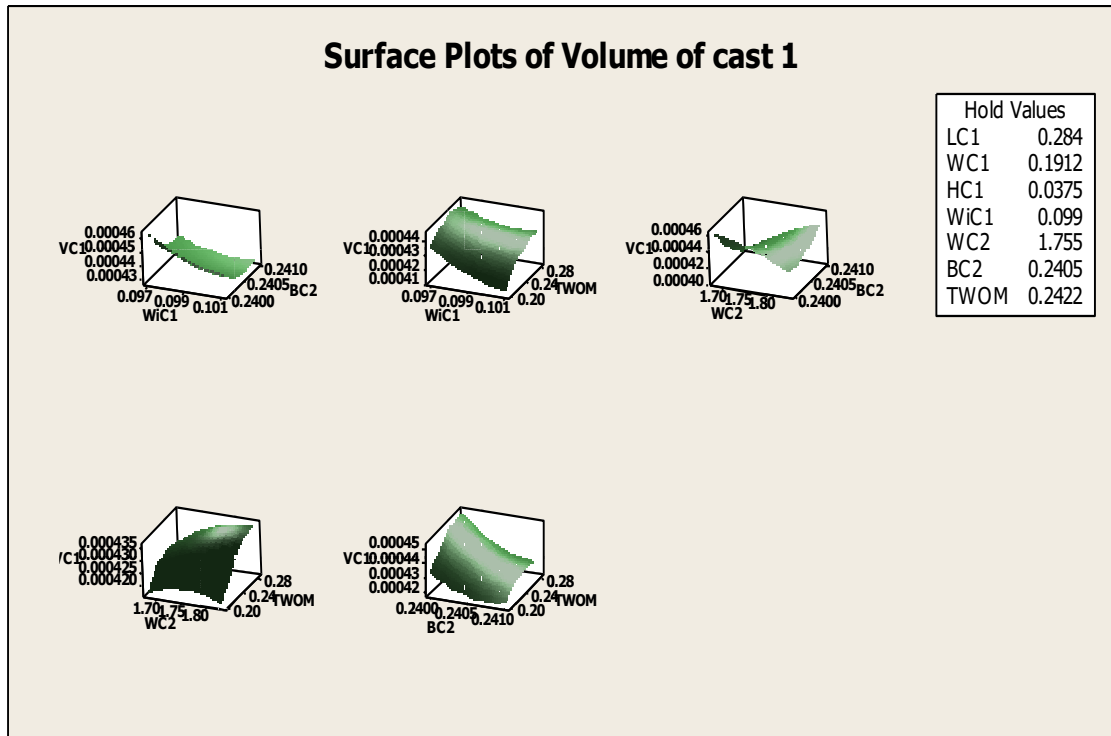 Surface Plots of Volume of cast 1
Hold Values
LC1 0.284
WC1 0.1912
HC1 0.0375
WiC1 0.099
WC2 1.755
BC2 0.2405
TWOM 0.2422
0.00046
0.00045
0.00044
0.00043
VC1
0.097
0.099
0.101
WiC1
0.2400
0.2405
0.2410
BC2
0.00044
0.00043
0.00042
0.00041
VC1
0.097
0.099
0.101
WiC1
0.20
0.24
0.28
TWOM
0.00046
0.00044
0.00042
0.00040
VC1
1.70
1.75
1.80
WC2
0.2400
0.2405
0.2410
BC2
0.000435
0.000430
0.000425
0.000420
VC1
1.70
1.75
1.80
WC2
0.20
0.24
0.28
TWOM
0.00045
0.00044
0.00043
0.00042
VC1
0.2400
0.2405
0.2410
BC2
0.20
0.24
0.28
TWOM